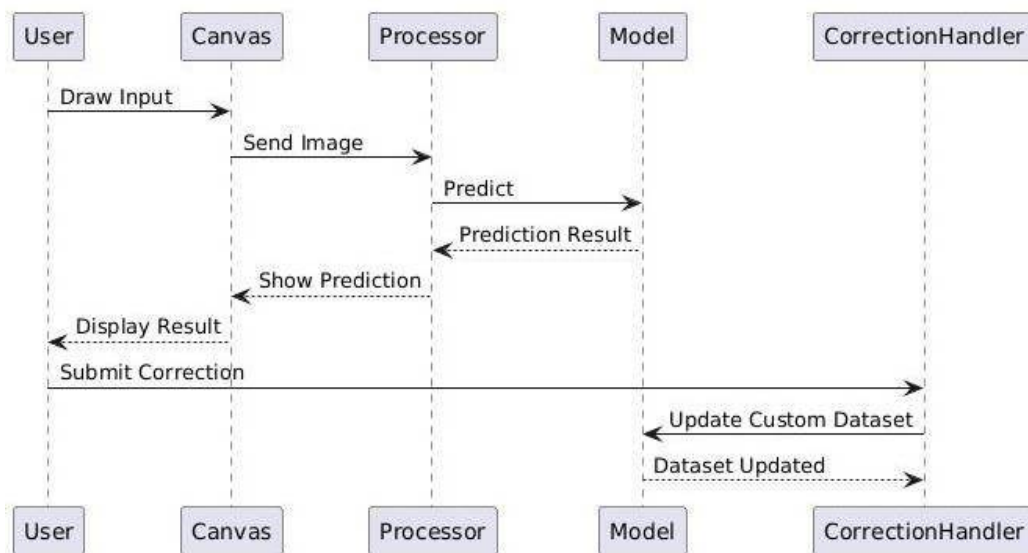 User Canvas Processor Model CorrectionHandler
Draw Input
Send Image
Predict
Prediction Result
Show Prediction
Display Result
Submit Correction
Update Custom Dataset
Dataset Updated
User Canvas Processor Model CorrectionHandler